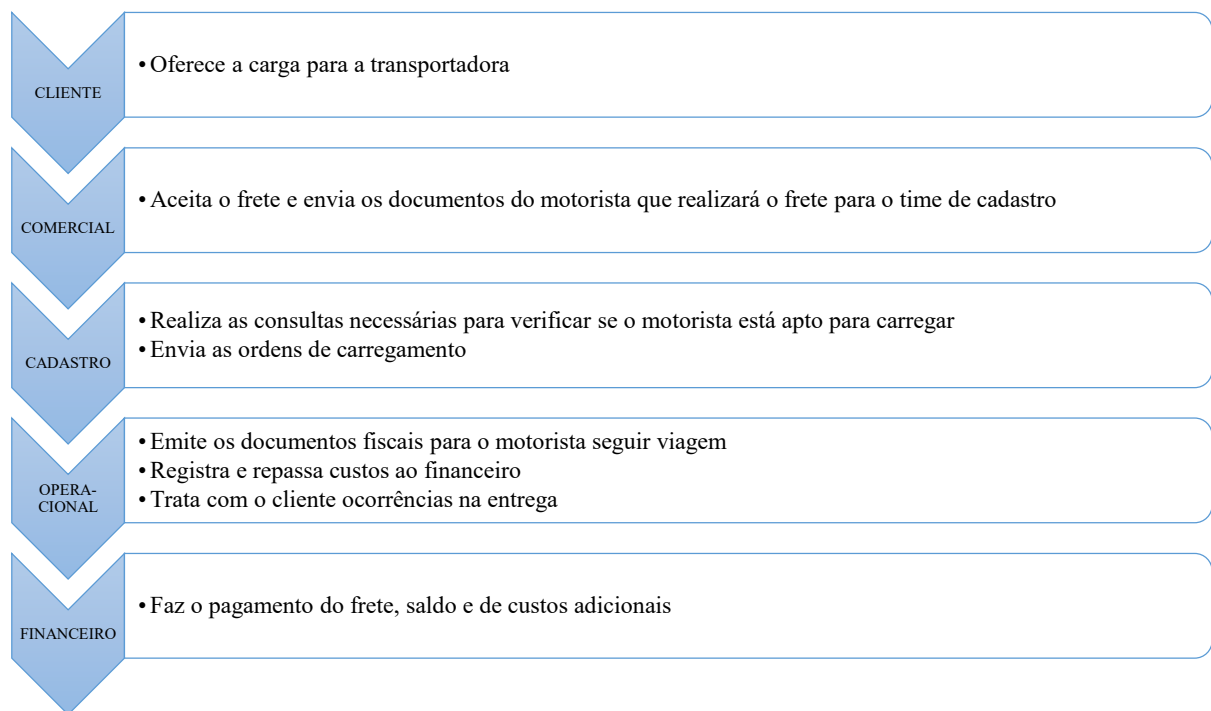 CLIENTE
• Oferece a carga para a transportadora
COMERCIAL
• Aceita o frete e envia os documentos do motorista que realizará o frete para o time de cadastro
CADASTRO
• Realiza as consultas necessárias para verificar se o motorista está apto para carregar
• Envia as ordens de carregamento
OPERA-
CIONAL
• Emite os documentos fiscais para o motorista seguir viagem
• Registra e repassa custos ao financeiro
• Trata com o cliente ocorrências na entrega
FINANCEIRO
• Faz o pagamento do frete, saldo e de custos adicionais